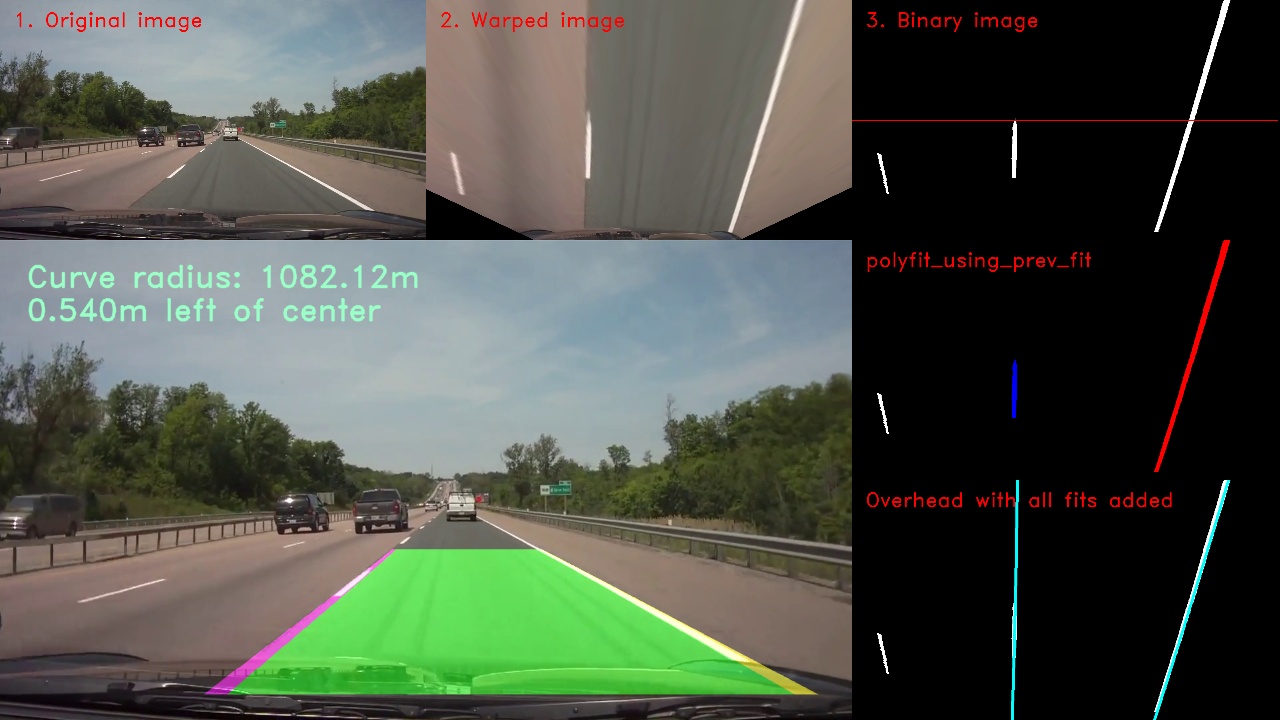 1. Original image
2. Warped image
3. Binary image
Curve radius: 1082.12m
0.540m left of center
polyfit_using_prev_fit
Overhead with all fits added